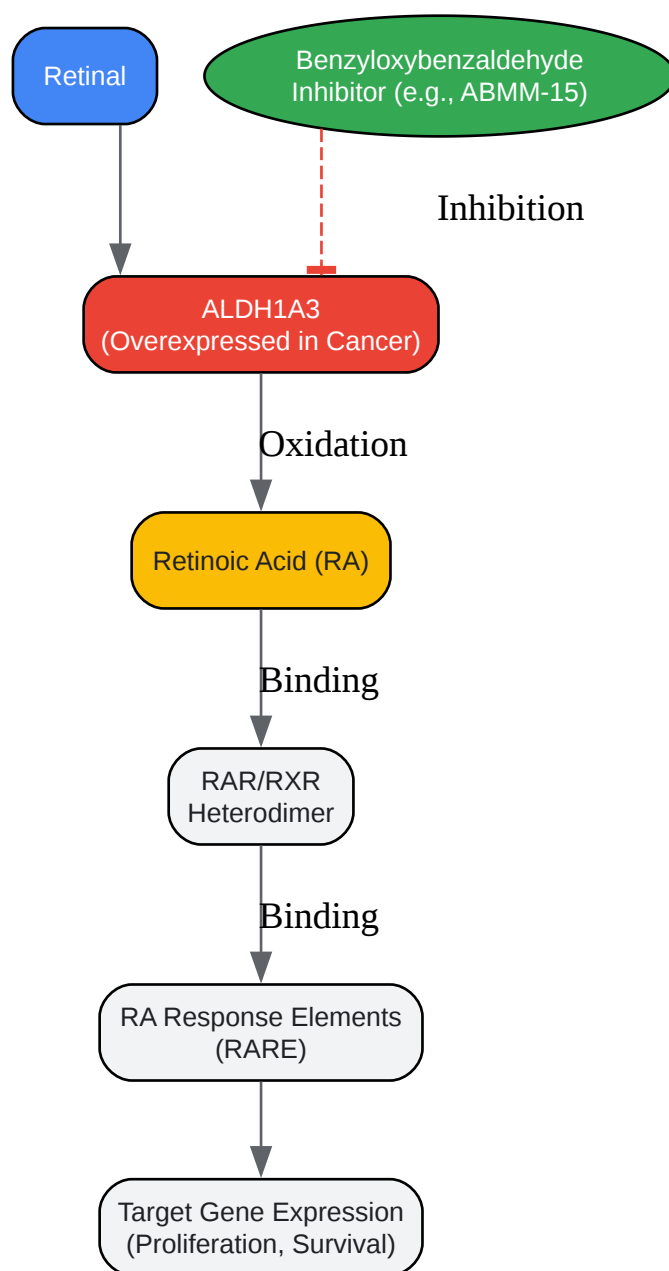 Retinal
Benzyloxybenzaldehyde
Inhibitor (e.g., ABMM-15)
Inhibition
ALDH1A3
(Overexpressed in Cancer)
Oxidation
Retinoic Acid (RA)
Binding
RAR/RXR
Heterodimer
Binding
RA Response Elements
(RARE)
Target Gene Expression
(Proliferation, Survival)